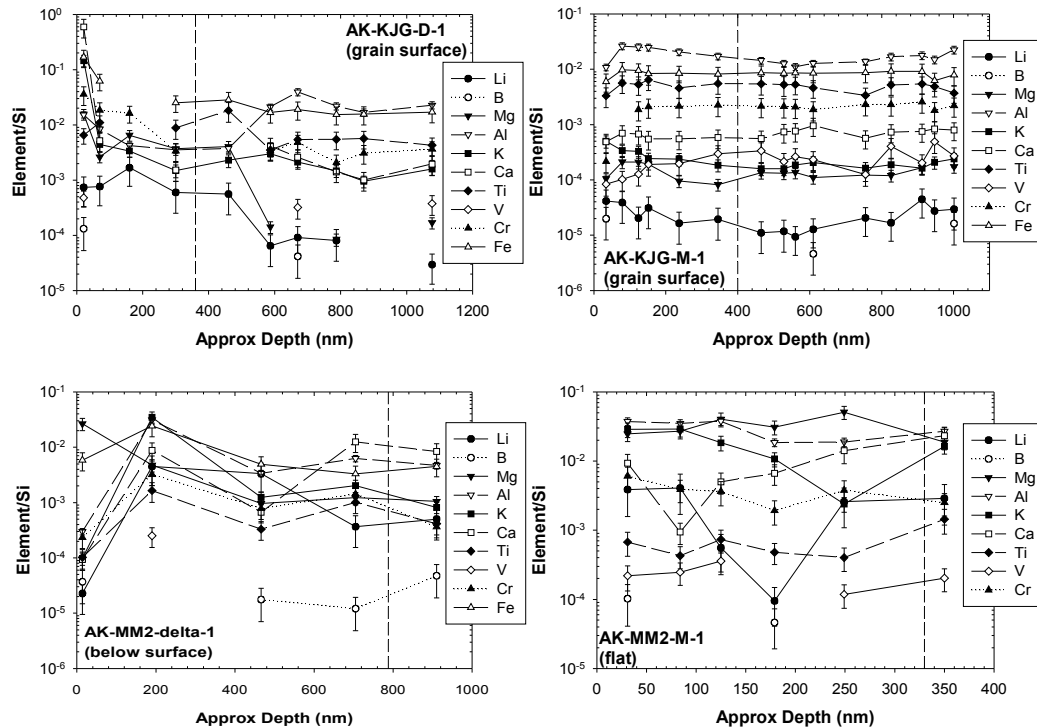 AK-KJG-D-1
(grain surface)
Element/Si
10⁰
10⁻¹
10⁻²
10⁻³
10⁻⁴
10⁻⁵
0 200 400 600 800 1000 1200
Approx Depth (nm)
Li
B
Mg
Al
K
Ca
Ti
V
Cr
Fe
AK-KJG-M-1
(grain surface)
Element/Si
10⁻¹
10⁻²
10⁻³
10⁻⁴
10⁻⁵
10⁻⁶
0 200 400 600 800 1000
Approx Depth (nm)
Li
B
Mg
Al
K
Ca
Ti
V
Cr
Fe
AK-MM2-delta-1
(below surface)
Element/Si
10⁻¹
10⁻²
10⁻³
10⁻⁴
10⁻⁵
10⁻⁶
0 200 400 600 800 1000
Approx Depth (nm)
Li
B
Mg
Al
K
Ca
Ti
V
Cr
Fe
AK-MM2-M-1
(flat)
Element/Si
10⁻¹
10⁻²
10⁻³
10⁻⁴
10⁻⁵
0 50 100 150 200 250 300 350 400
Approx Depth (nm)
Li
B
Mg
Al
K
Ca
Ti
V
Cr
Fe